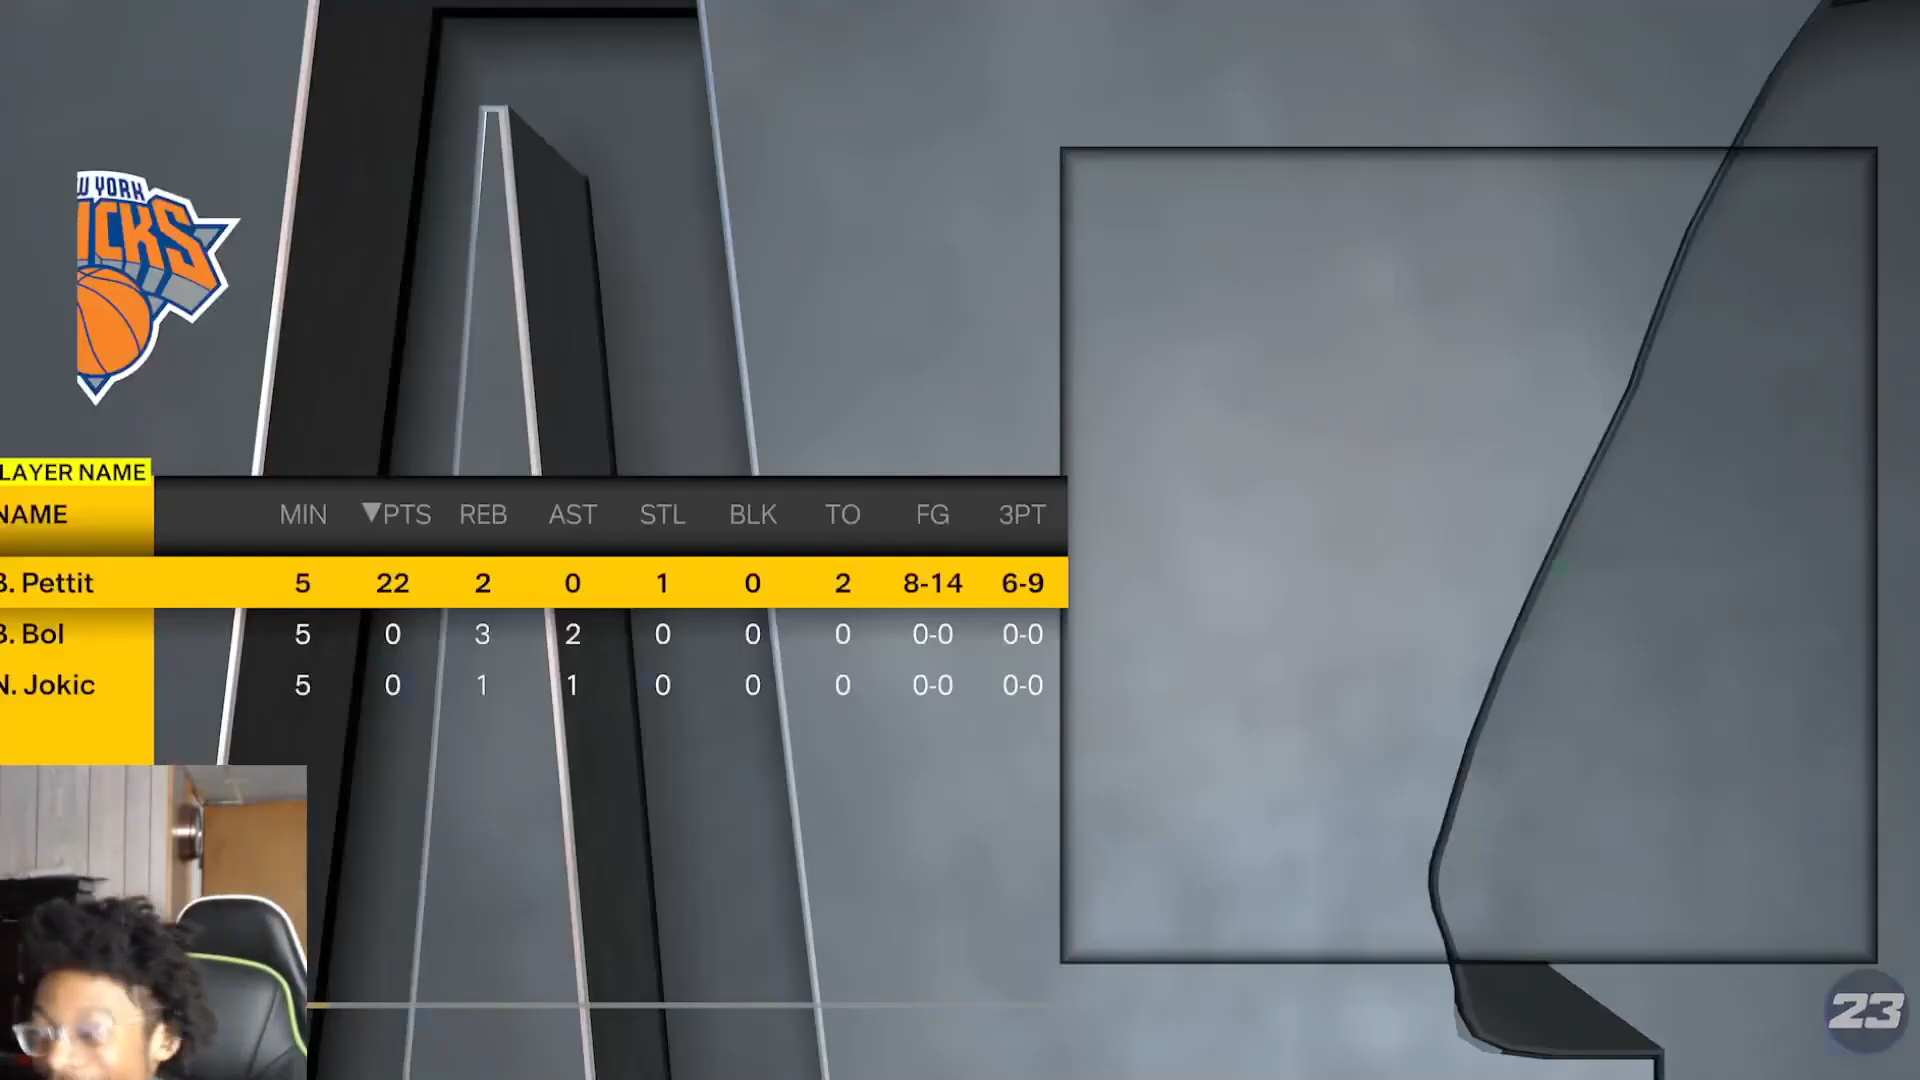 W YORK
ICKS
LAYER NAME
NAME
MIN ▼PTS REB AST STL BLK TO FG 3PT
B. Pettit 5 22 2 0 1 0 2 8-14 6-9
B. Bol 5 0 3 2 0 0 0 0-0 0-0
N. Jokic 5 0 1 1 0 0 0 0-0 0-0
23